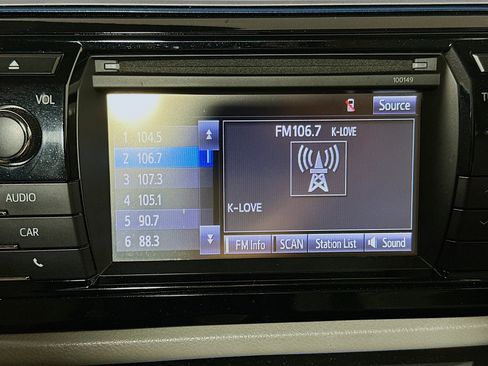 100149
VOL
Source
FM106.7 K-LOVE
1 104.5
2 106.7
3 107.3
4 105.1
5 90.7
6 88.3
K-LOVE
FM Info SCAN Station List Sound
AUDIO
CAR